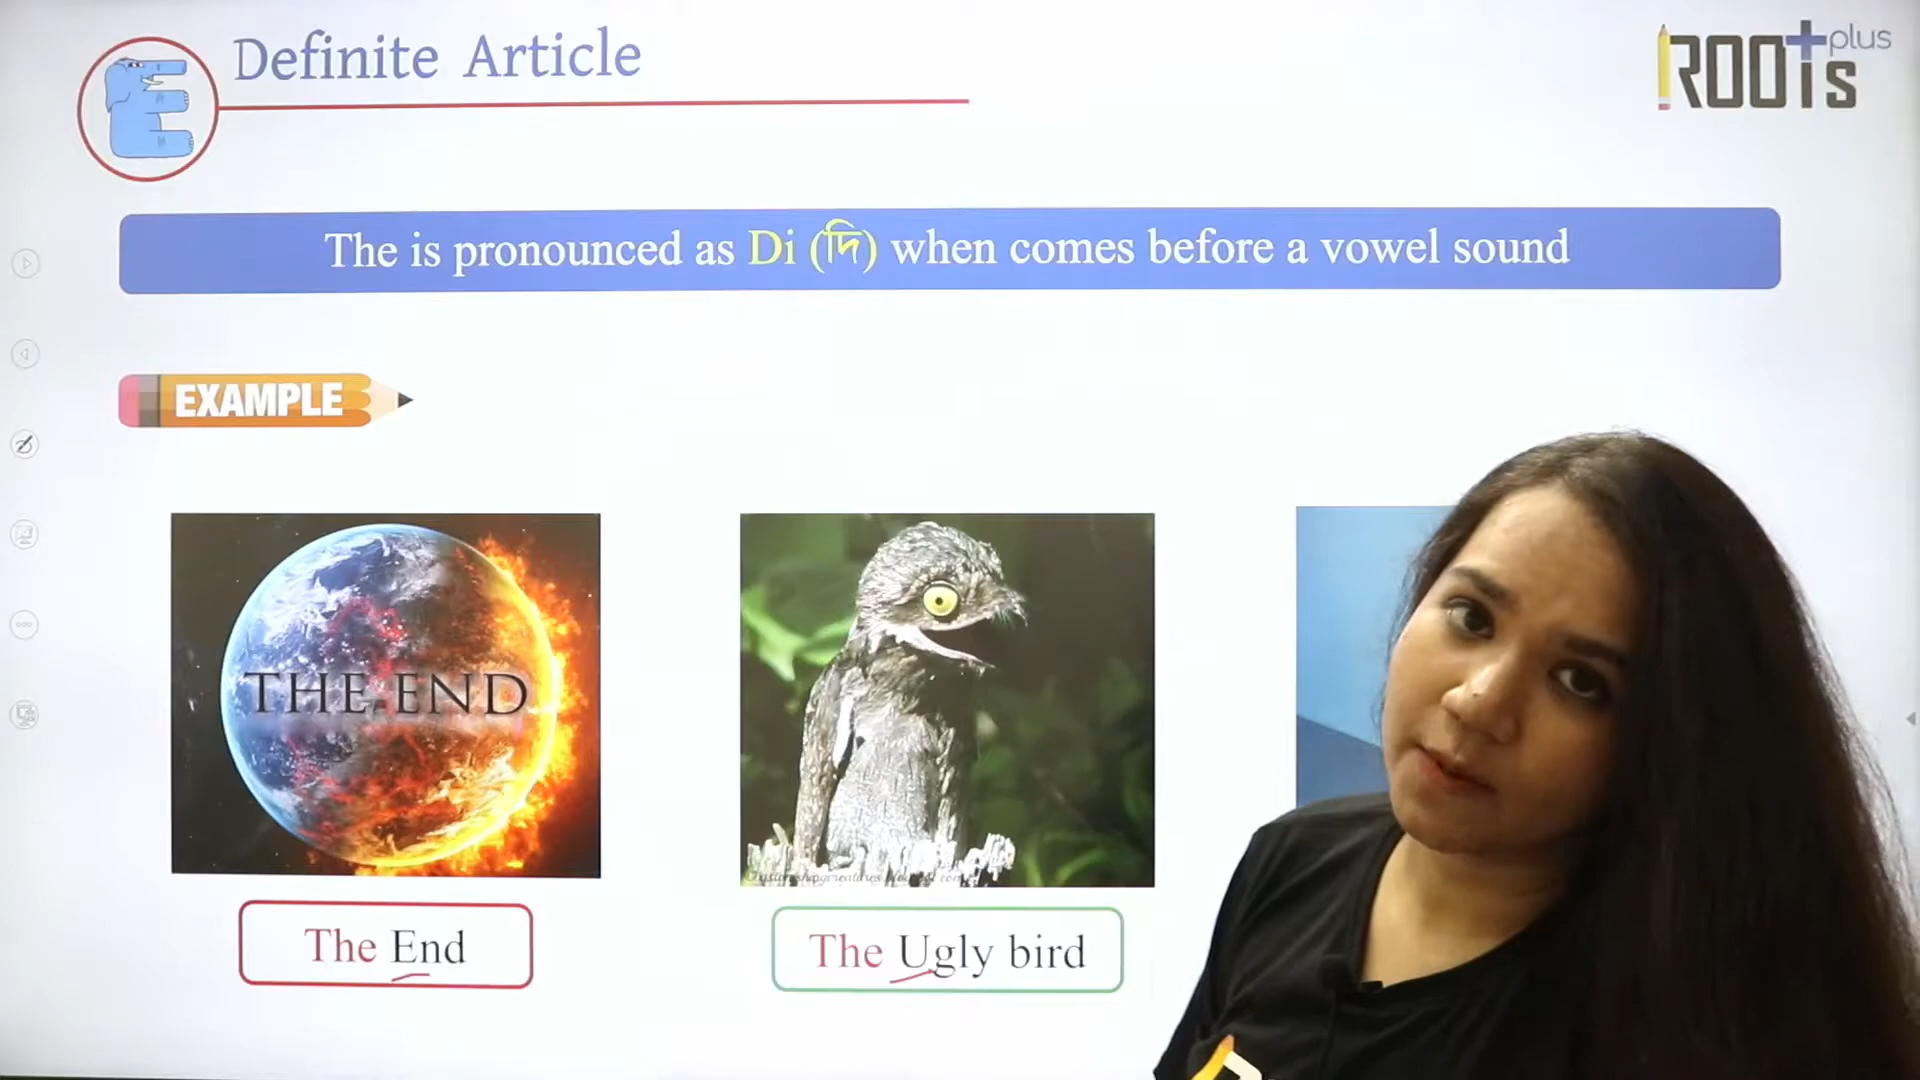 Definite Article
ROOTs plus
The is pronounced as Di (দি) when comes before a vowel sound
EXAMPLE
THE END
The End
The Ugly bird